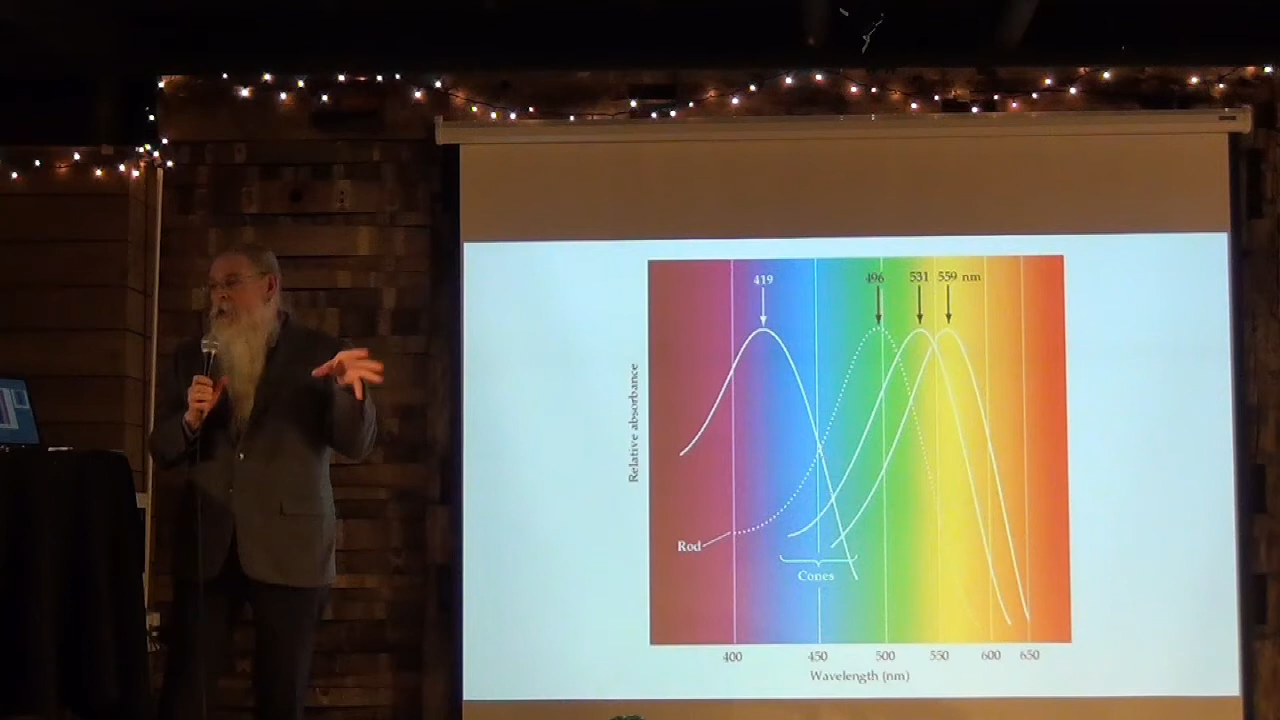 419
496
531
559 nm
Relative absorbance
Rod
Cones
400
450
500
550
600
650
Wavelength (nm)